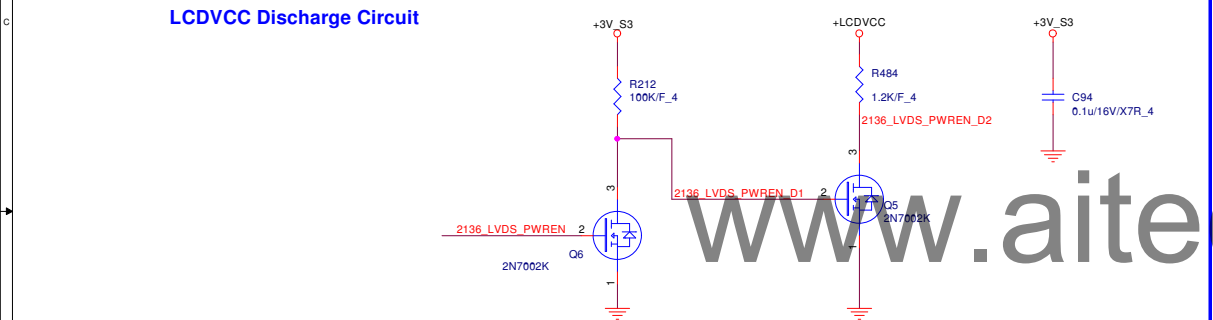 C
LCDVCC Discharge Circuit
+3V_S3
+LCDVCC
+3V_S3
R212
100K/F_4
R484
1.2K/F_4
C94
0.1u/16V/X7R_4
2136_LVDS_PWREN_D2
3
3
2136_LVDS_PWREN_D1
2
Q5
2N7002K
2136_LVDS_PWREN
2
Q6
2N7002K
1
1
www.aite